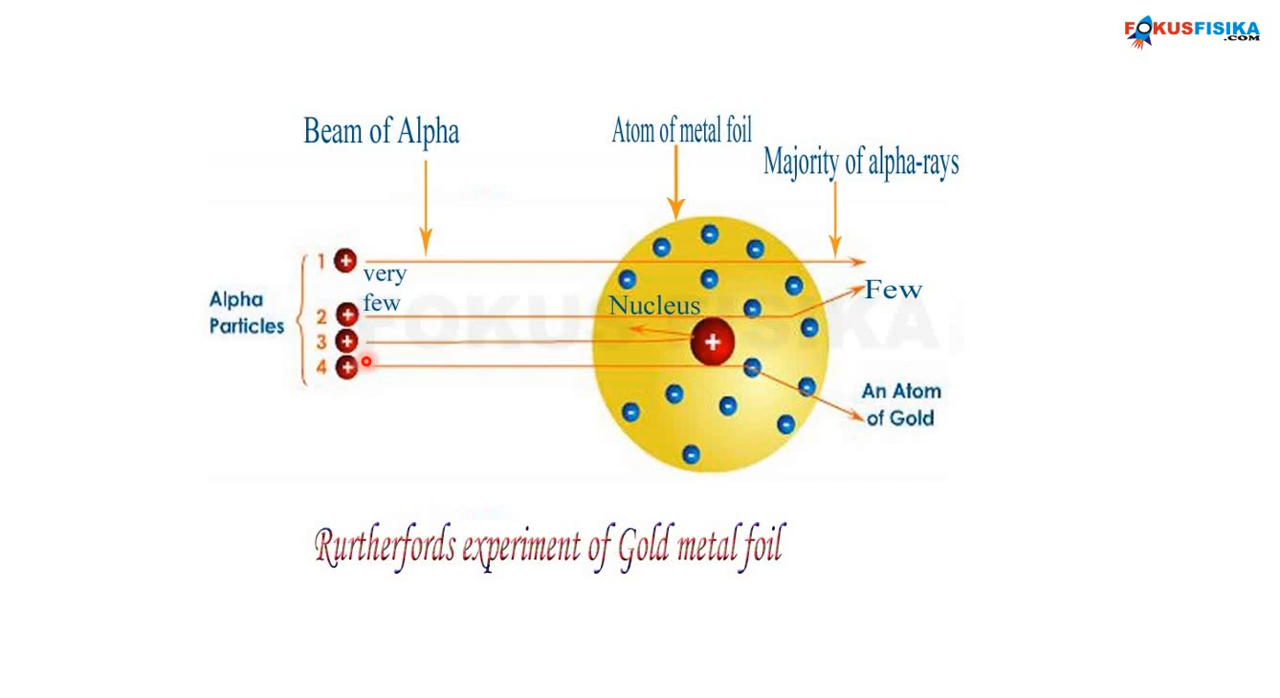 FOKUSFISIKA
.COM
Beam of Alpha
Atom of metal foil
Majority of alpha-rays
1 +
very
few
Few
Alpha
Particles
2 +
Nucleus
FOKUSFISIKA
3 +
+
4 +
An Atom
of Gold
Rurtherfords experiment of Gold metal foil